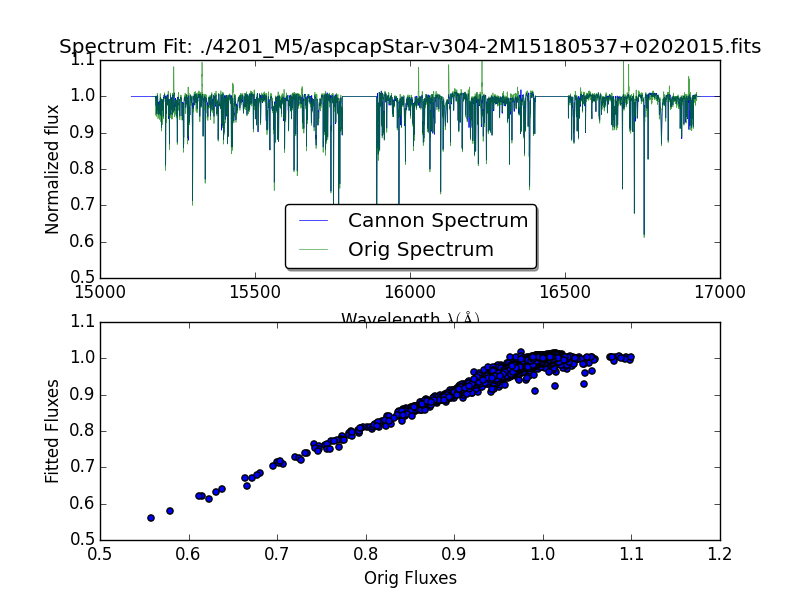 Spectrum Fit: ./4201_M5/aspcapStar-v304-2M15180537+0202015.fits
1.1
1.0
0.9
0.8
0.7
0.6
0.5
Normalized flux
Cannon Spectrum
Orig Spectrum
15000 15500 16000 16500 17000
Wavelength λ(Å)
1.1
1.0
0.9
0.8
0.7
0.6
0.5
Fitted Fluxes
0.5 0.6 0.7 0.8 0.9 1.0 1.1 1.2
Orig Fluxes